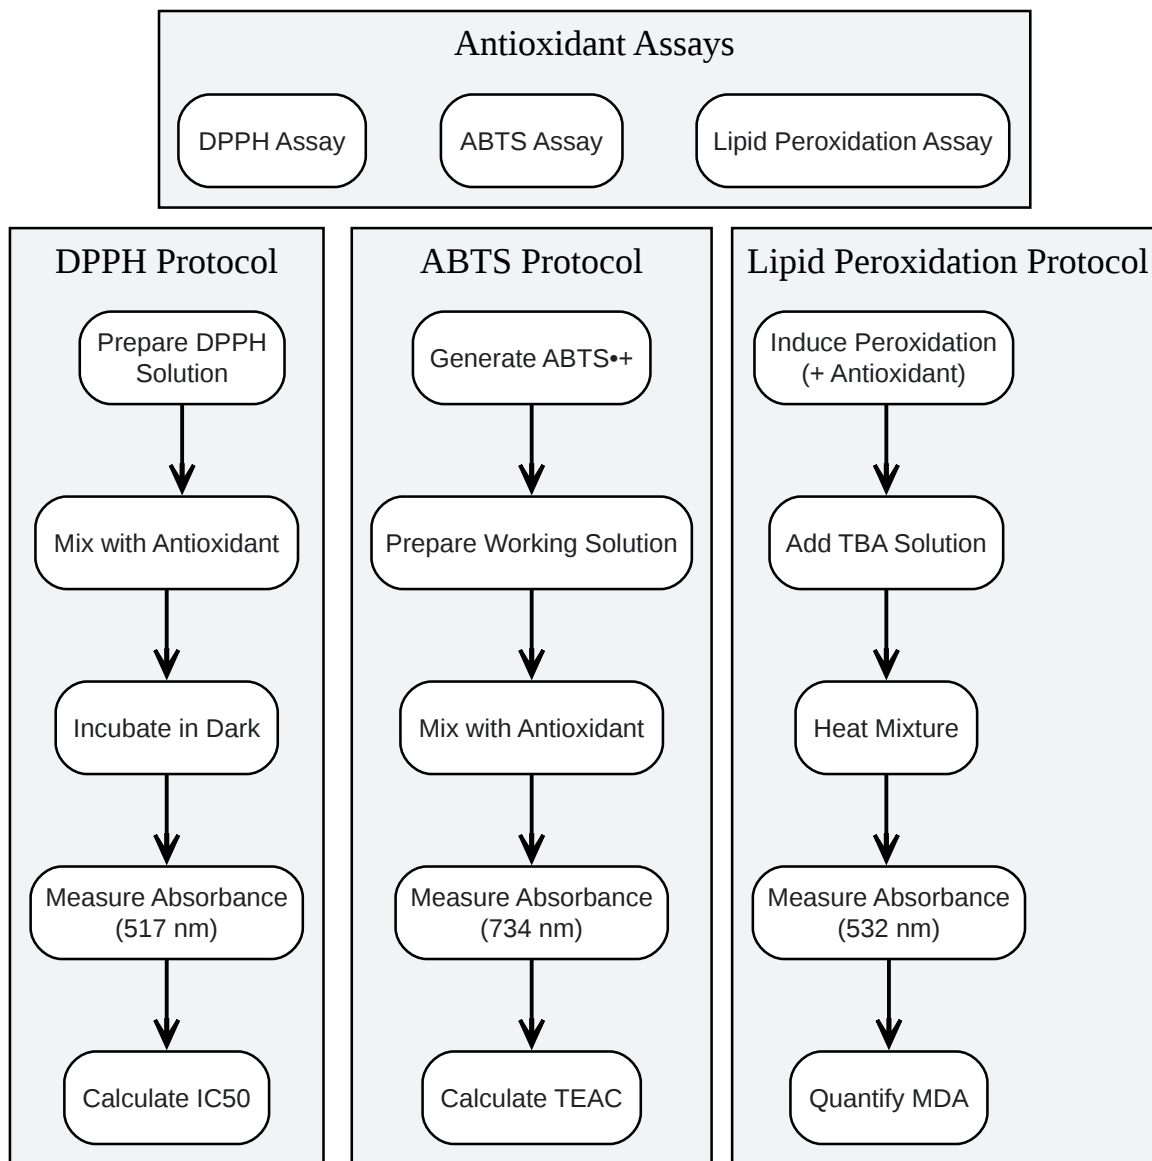 Antioxidant Assays
DPPH Assay
ABTS Assay
Lipid Peroxidation Assay
DPPH Protocol
Prepare DPPH
Solution
Mix with Antioxidant
Incubate in Dark
Measure Absorbance
(517 nm)
Calculate IC50
ABTS Protocol
Generate ABTS•+
Prepare Working Solution
Mix with Antioxidant
Measure Absorbance
(734 nm)
Calculate TEAC
Lipid Peroxidation Protocol
Induce Peroxidation
(+ Antioxidant)
Add TBA Solution
Heat Mixture
Measure Absorbance
(532 nm)
Quantify MDA